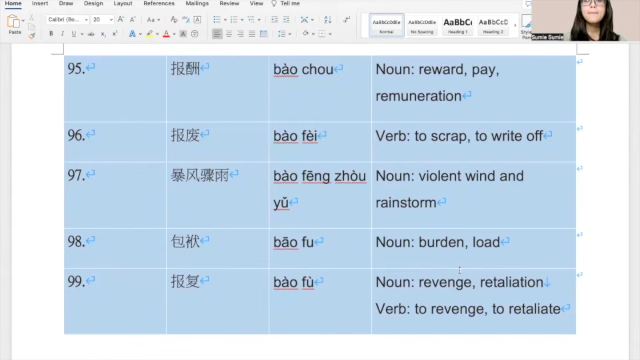 Home Insert Draw Design Layout References Mailings Review View Tell me
Calibri (Bo... 20
Paste
AaBbCcDdEe AaBbCcDdEe AaBbCc AaBbCcD
Normal No Spacing Heading 1 Heading 2
Sumie Sumie
95. 报酬 bào chou Noun: reward, pay,
remuneration
96. 报废 bào fèi Verb: to scrap, to write off
97. 暴风骤雨 bào fēng zhòu Noun: violent wind and
yǔ rainstorm
98. 包袱 bāo fu Noun: burden, load
99. 报复 bào fù Noun: revenge, retaliation
Verb: to revenge, to retaliate